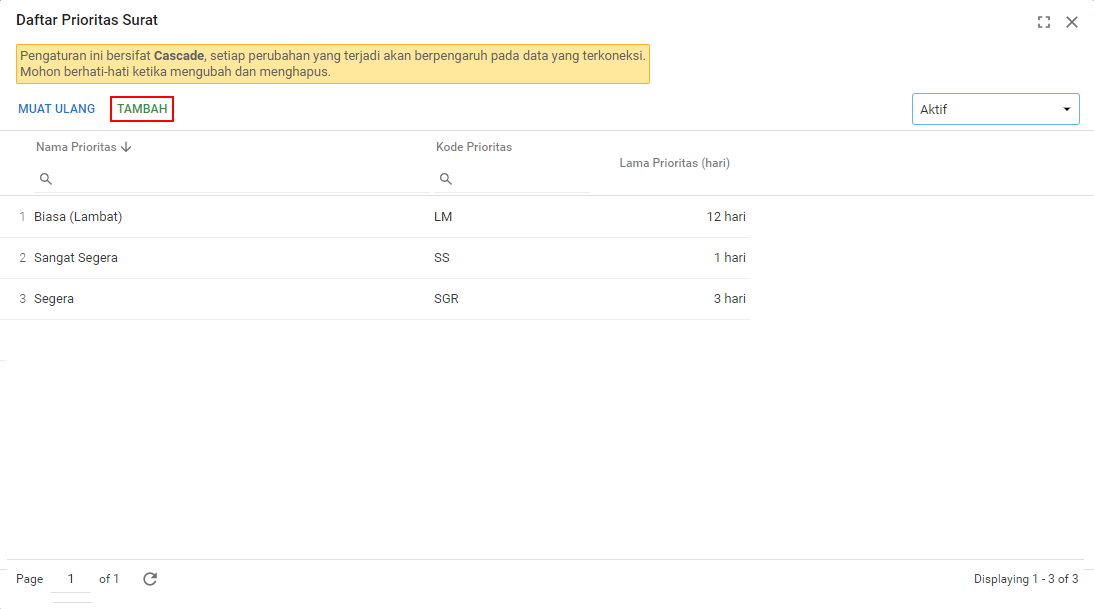 Daftar Prioritas Surat
Pengaturan ini bersifat Cascade, setiap perubahan yang terjadi akan berpengaruh pada data yang terkoneksi.
Mohon berhati-hati ketika mengubah dan menghapus.
MUAT ULANG TAMBAH Aktif
Nama Prioritas Kode Prioritas Lama Prioritas (hari)
1 Biasa (Lambat) LM 12 hari
2 Sangat Segera SS 1 hari
3 Segera SGR 3 hari
Page 1 of 1 Displaying 1 - 3 of 3